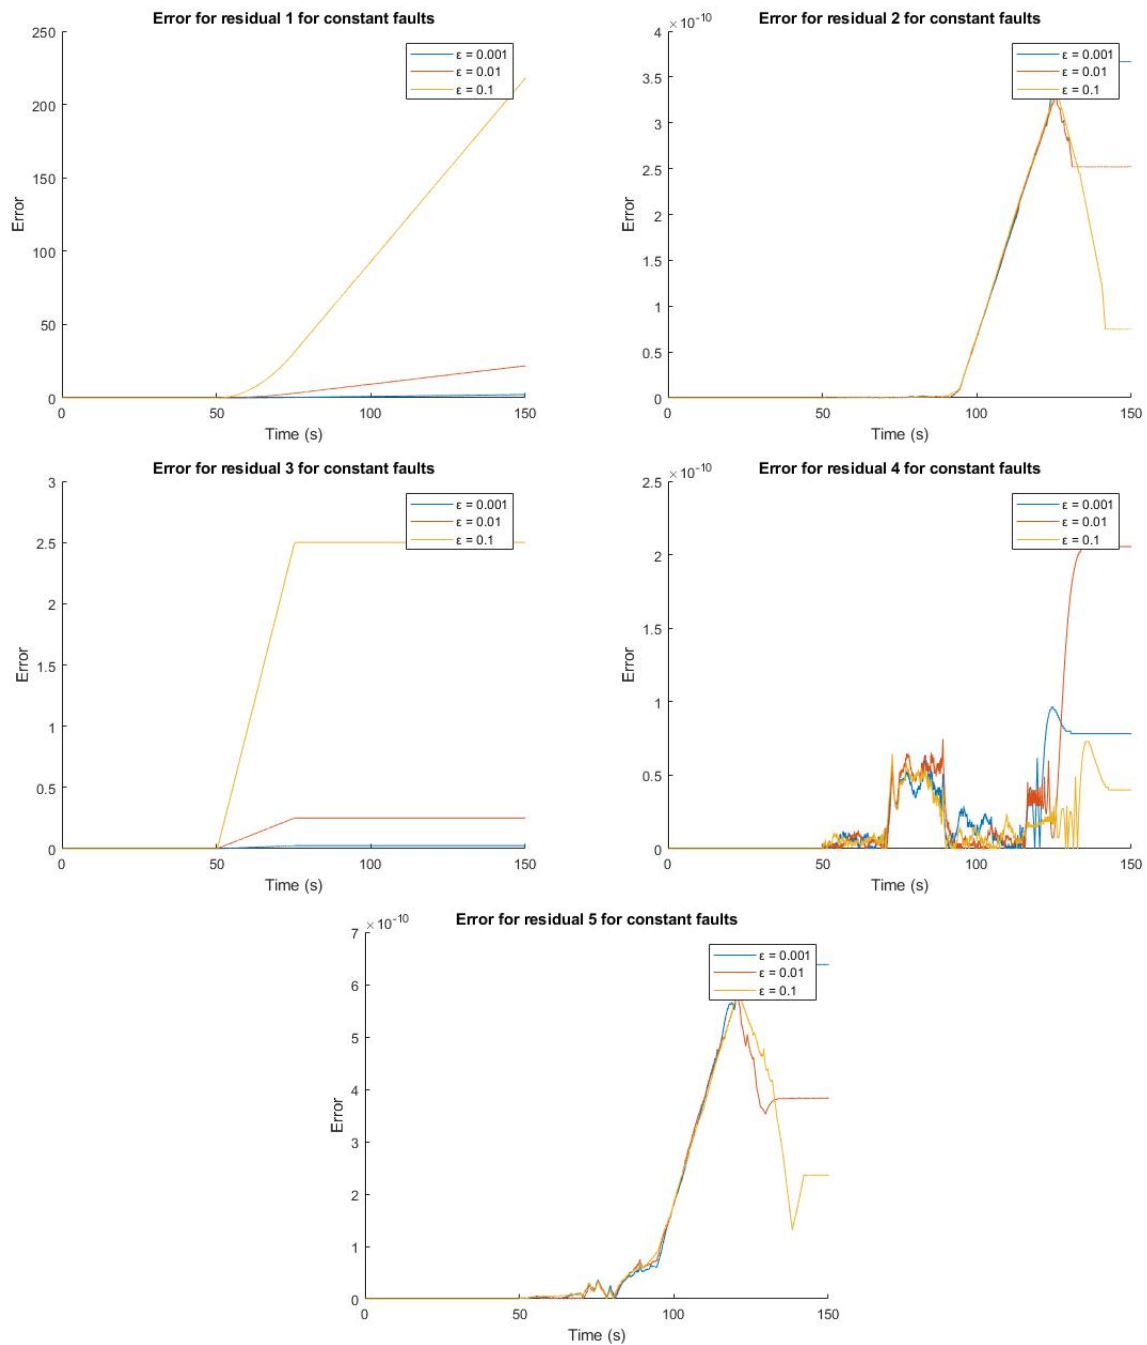 Error for residual 1 for constant faults
250
200
150
100
50
0
Error
ε = 0.001
ε = 0.01
ε = 0.1
0 50 100 150
Time (s)
Error for residual 2 for constant faults
×10⁻¹⁰
4
3.5
3
2.5
2
1.5
1
0.5
0
Error
ε = 0.001
ε = 0.01
ε = 0.1
0 50 100 150
Time (s)
Error for residual 3 for constant faults
3
2.5
2
1.5
1
0.5
0
Error
ε = 0.001
ε = 0.01
ε = 0.1
0 50 100 150
Time (s)
Error for residual 4 for constant faults
×10⁻¹⁰
2.5
2
1.5
1
0.5
0
Error
ε = 0.001
ε = 0.01
ε = 0.1
0 50 100 150
Time (s)
Error for residual 5 for constant faults
×10⁻¹⁰
7
6
5
4
3
2
1
0
Error
ε = 0.001
ε = 0.01
ε = 0.1
0 50 100 150
Time (s)